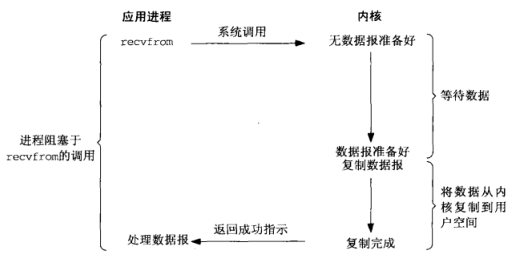 应用进程
内核
recvfrom
系统调用
无数据报准备好
等待数据
进程阻塞于
recvfrom的调用
数据报准备好
复制数据报
将数据从内
核复制到用
户空间
处理数据报
返回成功指示
复制完成